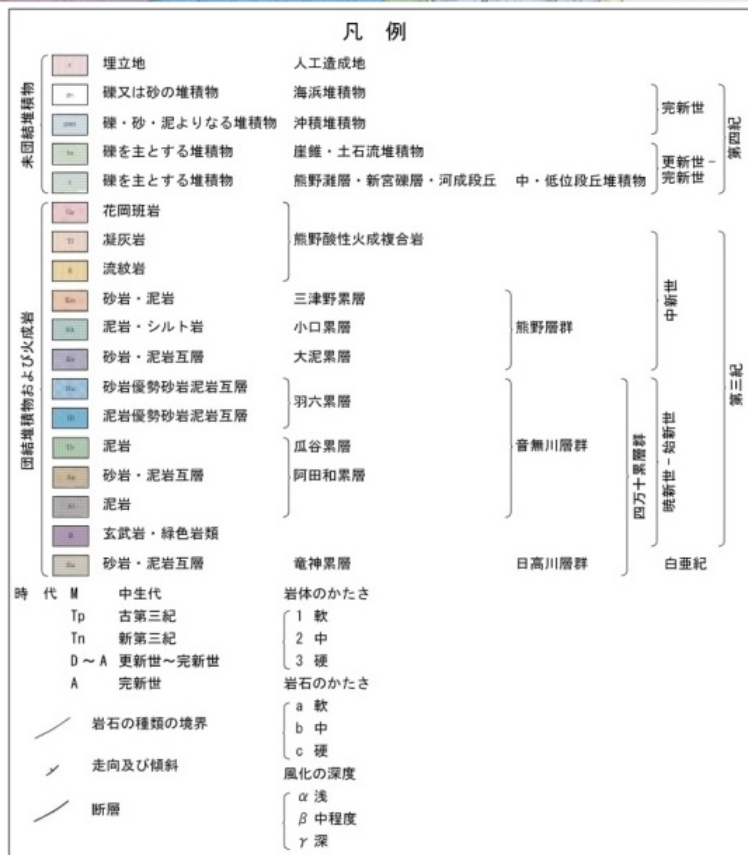 凡 例
未団結堆積物
埋立地 人工造成地
礫又は砂の堆積物 海浜堆積物 完新世 第四紀
礫・砂・泥よりなる堆積物 沖積堆積物
礫を主とする堆積物 崖錐・土石流堆積物 更新世-完新世
礫を主とする堆積物 熊野灘層・新宮礫層・河成段丘 中・低位段丘堆積物
団結堆積物および火成岩
花岡斑岩
凝灰岩 熊野酸性火成複合岩
流紋岩 中新世 第三紀
砂岩・泥岩 三津野累層
泥岩・シルト岩 小口累層 熊野層群
砂岩・泥岩互層 大泥累層
砂岩優勢砂岩泥岩互層 羽六累層
泥岩優勢砂岩泥岩互層
泥岩 瓜谷累層 音無川層群 四万十累層群 暁新世-始新世
砂岩・泥岩互層 阿田和累層
泥岩
玄武岩・緑色岩類
砂岩・泥岩互層 竜神累層 日高川層群 白亜紀
時 代 M 中生代 岩体のかたさ
Tp 古第三紀 1 軟
Tn 新第三紀 2 中
D~A 更新世~完新世 3 硬
A 完新世 岩石のかたさ
a 軟
岩石の種類の境界 b 中
c 硬
走向及び傾斜 風化の深度
α 浅
断層 β 中程度
γ 深